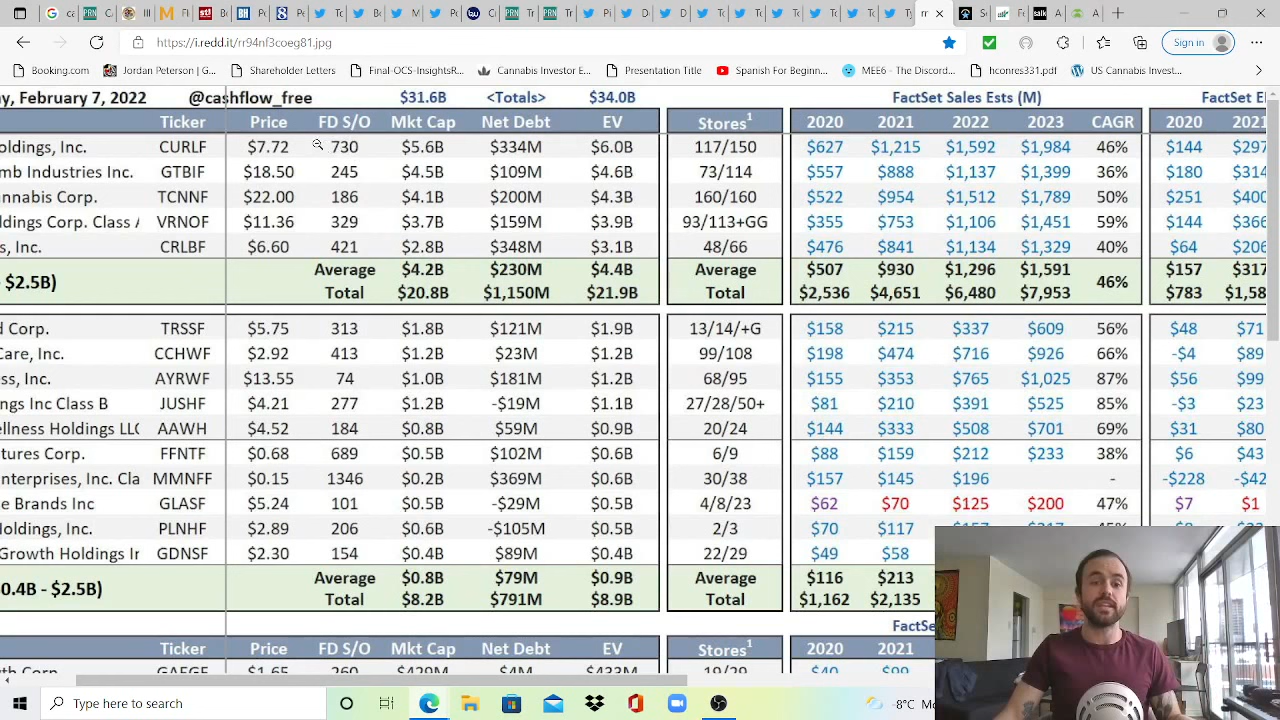 https://i.redd.it/rr94nf3coeg81.jpg
Sign in
Booking.com Jordan Peterson | G... Shareholder Letters Final-OCS-InsightsR... Cannabis Investor E... Presentation Title Spanish For Beginn... MEE6 - The Discord... hconres331.pdf US Cannabis Invest...
y, February 7, 2022 @cashflow_free $31.6B <Totals> $34.0B FactSet Sales Ests (M) FactSet E
Ticker Price FD S/O Mkt Cap Net Debt EV Stores1 2020 2021 2022 2023 CAGR 2020 2021
oldings, Inc. CURLF $7.72 730 $5.6B $334M $6.0B 117/150 $627 $1,215 $1,592 $1,984 46% $144 $297
mb Industries Inc. GTBIF $18.50 245 $4.5B $109M $4.6B 73/114 $557 $888 $1,137 $1,399 36% $180 $314
nnabis Corp. TCNNF $22.00 186 $4.1B $200M $4.3B 160/160 $522 $954 $1,512 $1,789 50% $251 $400
ldings Corp. Class A VRNOF $11.36 329 $3.7B $159M $3.9B 93/113+GG $355 $753 $1,106 $1,451 59% $144 $366
s, Inc. CRLBF $6.60 421 $2.8B $348M $3.1B 48/66 $476 $841 $1,134 $1,329 40% $64 $206
- $2.5B) Average $4.2B $230M $4.4B Average $507 $930 $1,296 $1,591 46% $157 $317
Total $20.8B $1,150M $21.9B Total $2,536 $4,651 $6,480 $7,953 $783 $1,58
d Corp. TRSSF $5.75 313 $1.8B $121M $1.9B 13/14/+G $158 $215 $337 $609 56% $48 $71
Care, Inc. CCHWF $2.92 413 $1.2B $23M $1.2B 99/108 $198 $474 $716 $926 66% -$4 $89
ess, Inc. AYRWF $13.55 74 $1.0B $181M $1.2B 68/95 $155 $353 $765 $1,025 87% $56 $99
ngs Inc Class B JUSHF $4.21 277 $1.2B -$19M $1.1B 27/28/50+ $81 $210 $391 $525 85% -$3 $23
ellness Holdings LLC AAWH $4.52 184 $0.8B $59M $0.9B 20/24 $144 $333 $508 $701 69% $31 $80
tures Corp. FFNTF $0.68 689 $0.5B $102M $0.6B 6/9 $88 $159 $212 $233 38% $6 $43
nterprises, Inc. Cla MMNFF $0.15 1346 $0.2B $369M $0.6B 30/38 $157 $145 $196 - -$228 -$42
e Brands Inc GLASF $5.24 101 $0.5B -$29M $0.5B 4/8/23 $62 $70 $125 $200 47% $7 $1
Holdings, Inc. PLNHF $2.89 206 $0.6B -$105M $0.5B 2/3 $70 $117
Growth Holdings Ir GDNSF $2.30 154 $0.4B $89M $0.4B 22/29 $49 $58
0.4B - $2.5B) Average $0.8B $79M $0.9B Average $116 $213
Total $8.2B $791M $8.9B Total $1,162 $2,135
FactSe
Ticker Price FD S/O Mkt Cap Net Debt EV Stores1 2020 2021
Type here to search -8°C